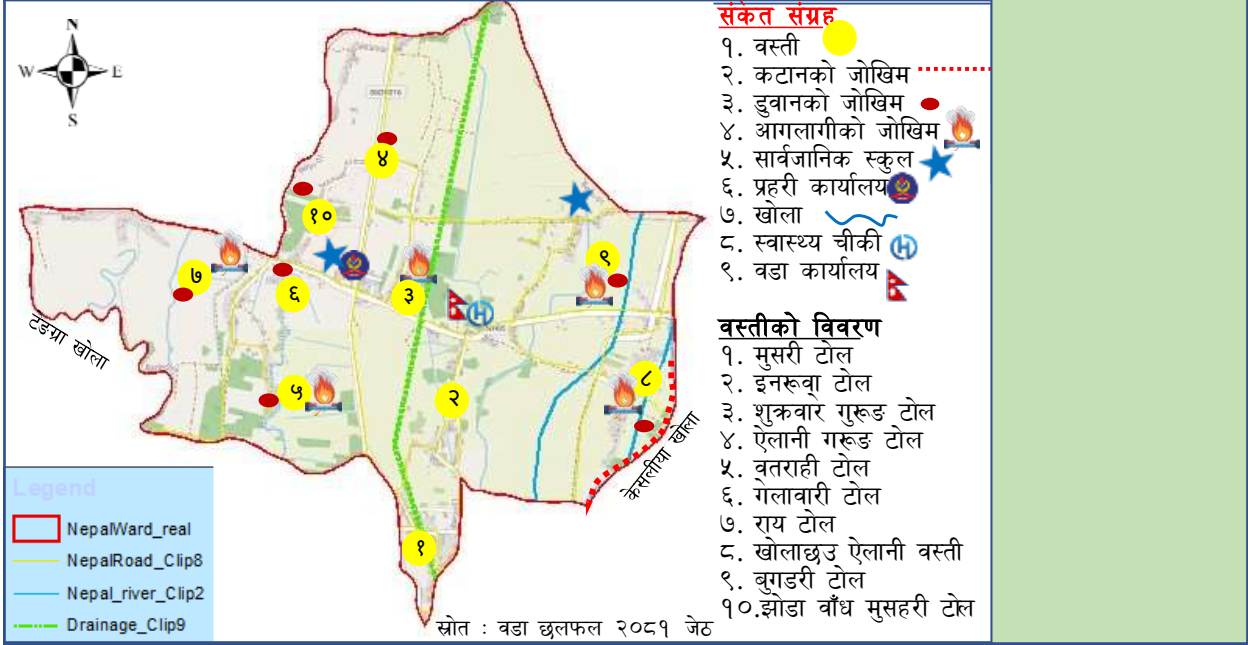 N
W E
S
संकेत संग्रह
१. वस्ती
२. कटानको जोखिम
३. डुवानको जोखिम
४. आगलागीको जोखिम
५. सार्वजानिक स्कुल
६. प्रहरी कार्यालय
७. खोला
८. स्वास्थ्य चौकी
९. वडा कार्यालय
वस्तीको विवरण
१. मुसरी टोल
२. इनरूवा टोल
३. शुक्रवार गुरूङ टोल
४. ऐलानी गरूङ टोल
५. वतराही टोल
६. गेलावारी टोल
७. राय टोल
८. खोलाछउ ऐलानी वस्ती
९. बुगडरी टोल
१०.झोडा वाँध मुसहरी टोल
४
१०
९
७
६
३
८
५
२
१
टेङग्रा खोला
केसलीया खोला
Legend
NepalWard_real
NepalRoad_Clip8
Nepal_river_Clip2
Drainage_Clip9
स्रोत : वडा छलफल २०८१ जेठ